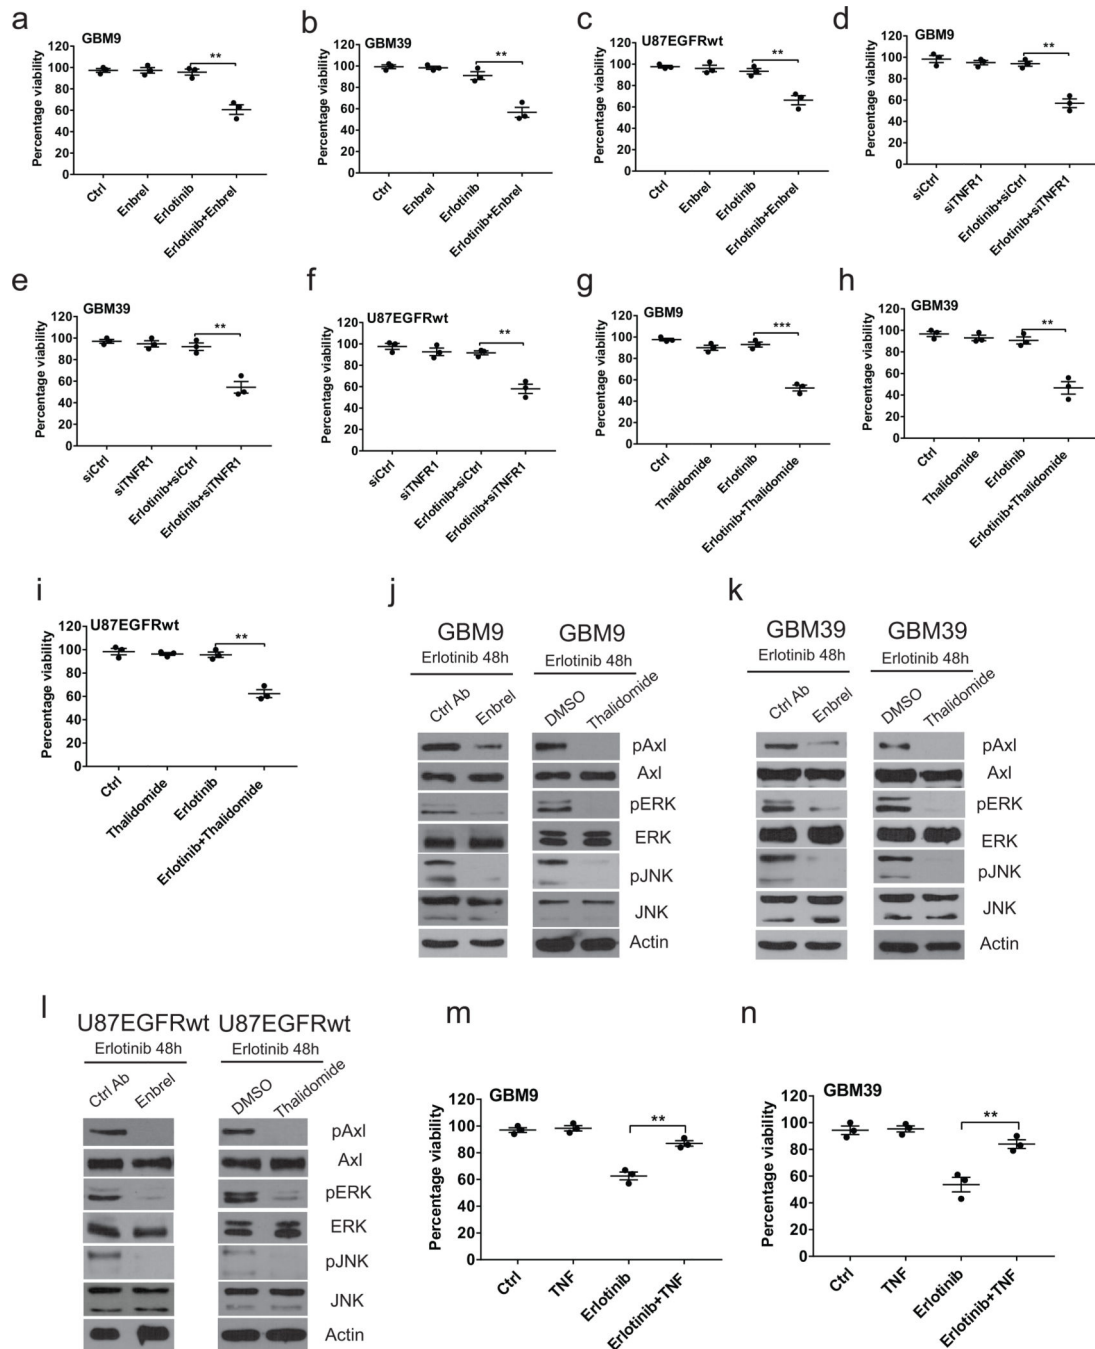 a
GBM9
Percentage viability
120
100
80
60
40
20
0
**
Ctrl
Enbrel
Erlotinib
Erlotinib+Enbrel
b
GBM39
Percentage viability
120
100
80
60
40
20
0
**
Ctrl
Enbrel
Erlotinib
Erlotinib+Enbrel
c
U87EGFRwt
Percentage viability
120
100
80
60
40
20
0
**
Ctrl
Enbrel
Erlotinib
Erlotinib+Enbrel
d
GBM9
Percentage viability
120
100
80
60
40
20
0
**
siCtrl
siTNFR1
Erlotinib+siCtrl
Erlotinib+siTNFR1
e
GBM39
Percentage viability
120
100
80
60
40
20
0
**
siCtrl
siTNFR1
Erlotinib+siCtrl
Erlotinib+siTNFR1
f
U87EGFRwt
Percentage viability
120
100
80
60
40
20
0
**
siCtrl
siTNFR1
Erlotinib+siCtrl
Erlotinib+siTNFR1
g
GBM9
Percentage viability
120
100
80
60
40
20
0
***
Ctrl
Thalidomide
Erlotinib
Erlotinib+Thalidomide
h
GBM39
Percentage viability
120
100
80
60
40
20
0
**
Ctrl
Thalidomide
Erlotinib
Erlotinib+Thalidomide
i
U87EGFRwt
Percentage viability
120
100
80
60
40
20
0
**
Ctrl
Thalidomide
Erlotinib
Erlotinib+Thalidomide
j
GBM9 GBM9
Erlotinib 48h Erlotinib 48h
Ctrl Ab Enbrel DMSO Thalidomide
pAxl
Axl
pERK
ERK
pJNK
JNK
Actin
k
GBM39 GBM39
Erlotinib 48h Erlotinib 48h
Ctrl Ab Enbrel DMSO Thalidomide
pAxl
Axl
pERK
ERK
pJNK
JNK
Actin
l
U87EGFRwt U87EGFRwt
Erlotinib 48h Erlotinib 48h
Ctrl Ab Enbrel DMSO Thalidomide
pAxl
Axl
pERK
ERK
pJNK
JNK
Actin
m
GBM9
Percentage viability
120
100
80
60
40
20
0
**
Ctrl
TNF
Erlotinib
Erlotinib+TNF
n
GBM39
Percentage viability
120
100
80
60
40
20
0
**
Ctrl
TNF
Erlotinib
Erlotinib+TNF